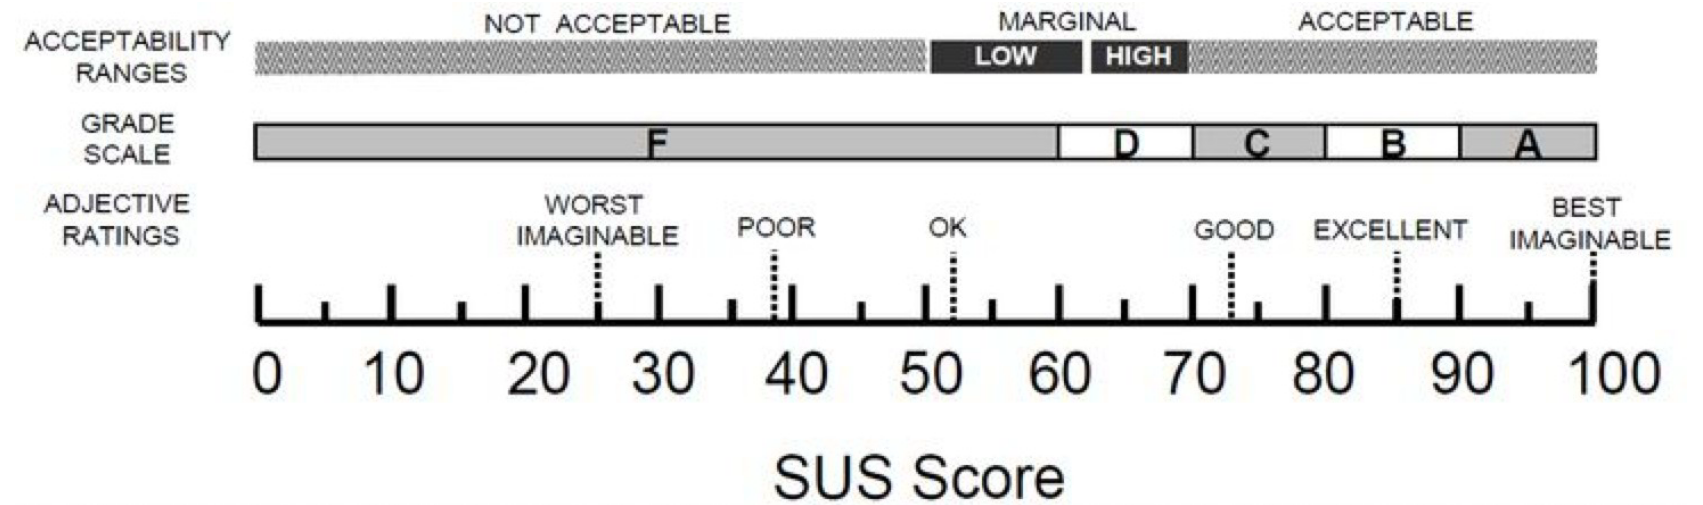 NOT ACCEPTABLE
MARGINAL
ACCEPTABLE
ACCEPTABILITY
RANGES
LOW
HIGH
GRADE
SCALE
F
D
C
B
A
ADJECTIVE
RATINGS
WORST
IMAGINABLE
POOR
OK
GOOD
EXCELLENT
BEST
IMAGINABLE
0 10 20 30 40 50 60 70 80 90 100
SUS Score